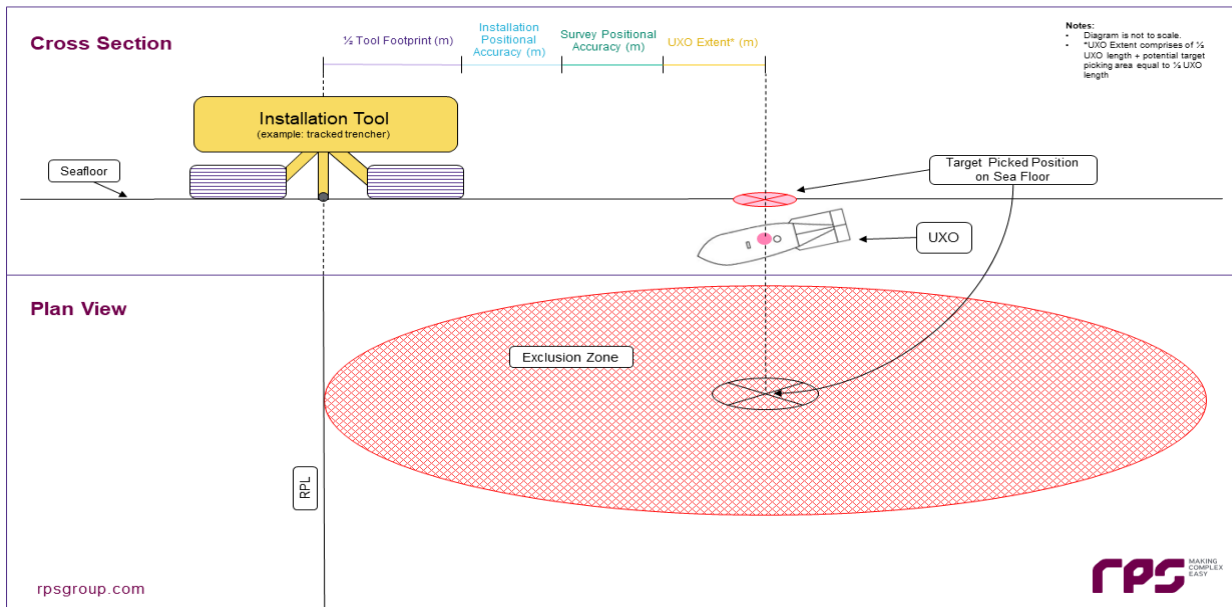 Cross Section
½ Tool Footprint (m)
Installation
Positional
Accuracy (m)
Survey Positional
Accuracy (m)
UXO Extent* (m)
Notes:
• Diagram is not to scale.
• *UXO Extent comprises of ½
UXO length + potential target
picking area equal to ½ UXO
length
Installation Tool
(example: tracked trencher)
Seafloor
Target Picked Position
on Sea Floor
UXO
Plan View
Exclusion Zone
RPL
rpsgroup.com
rps
MAKING
COMPLEX
EASY